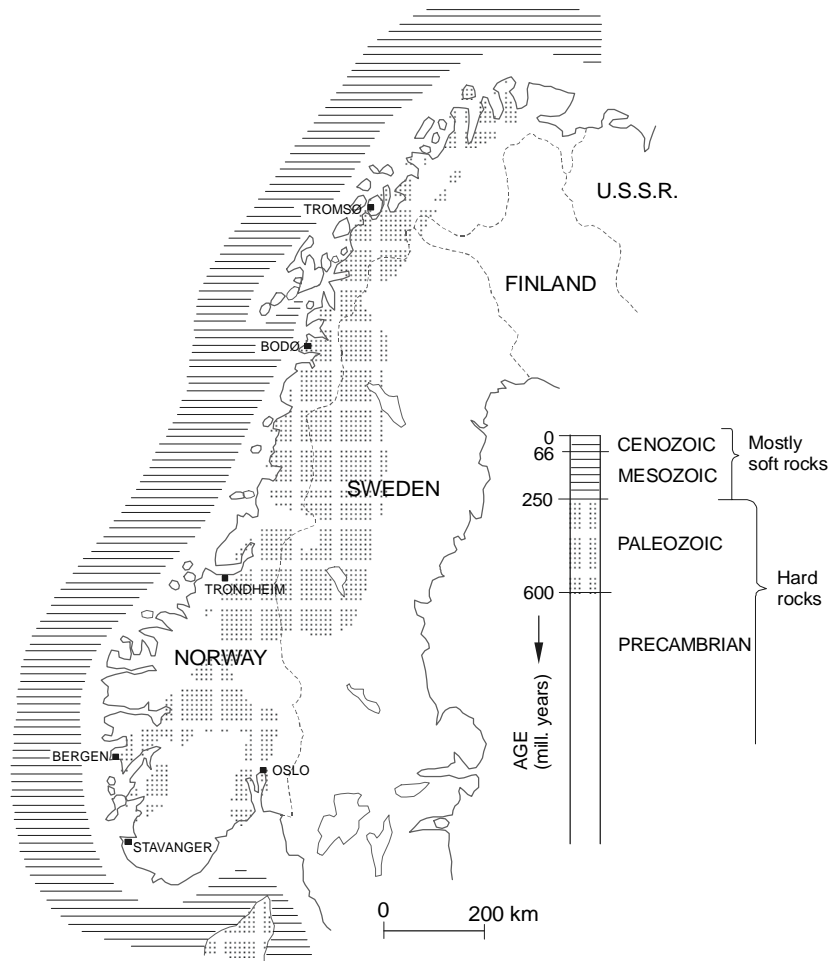 U.S.S.R.
TROMSØ
FINLAND
BODØ
0
66
250
600
CENOZOIC
MESOZOIC
PALEOZOIC
PRECAMBRIAN
Mostly
soft rocks
Hard
rocks
AGE
(mill. years)
SWEDEN
TRONDHEIM
NORWAY
BERGEN
OSLO
STAVANGER
0 200 km